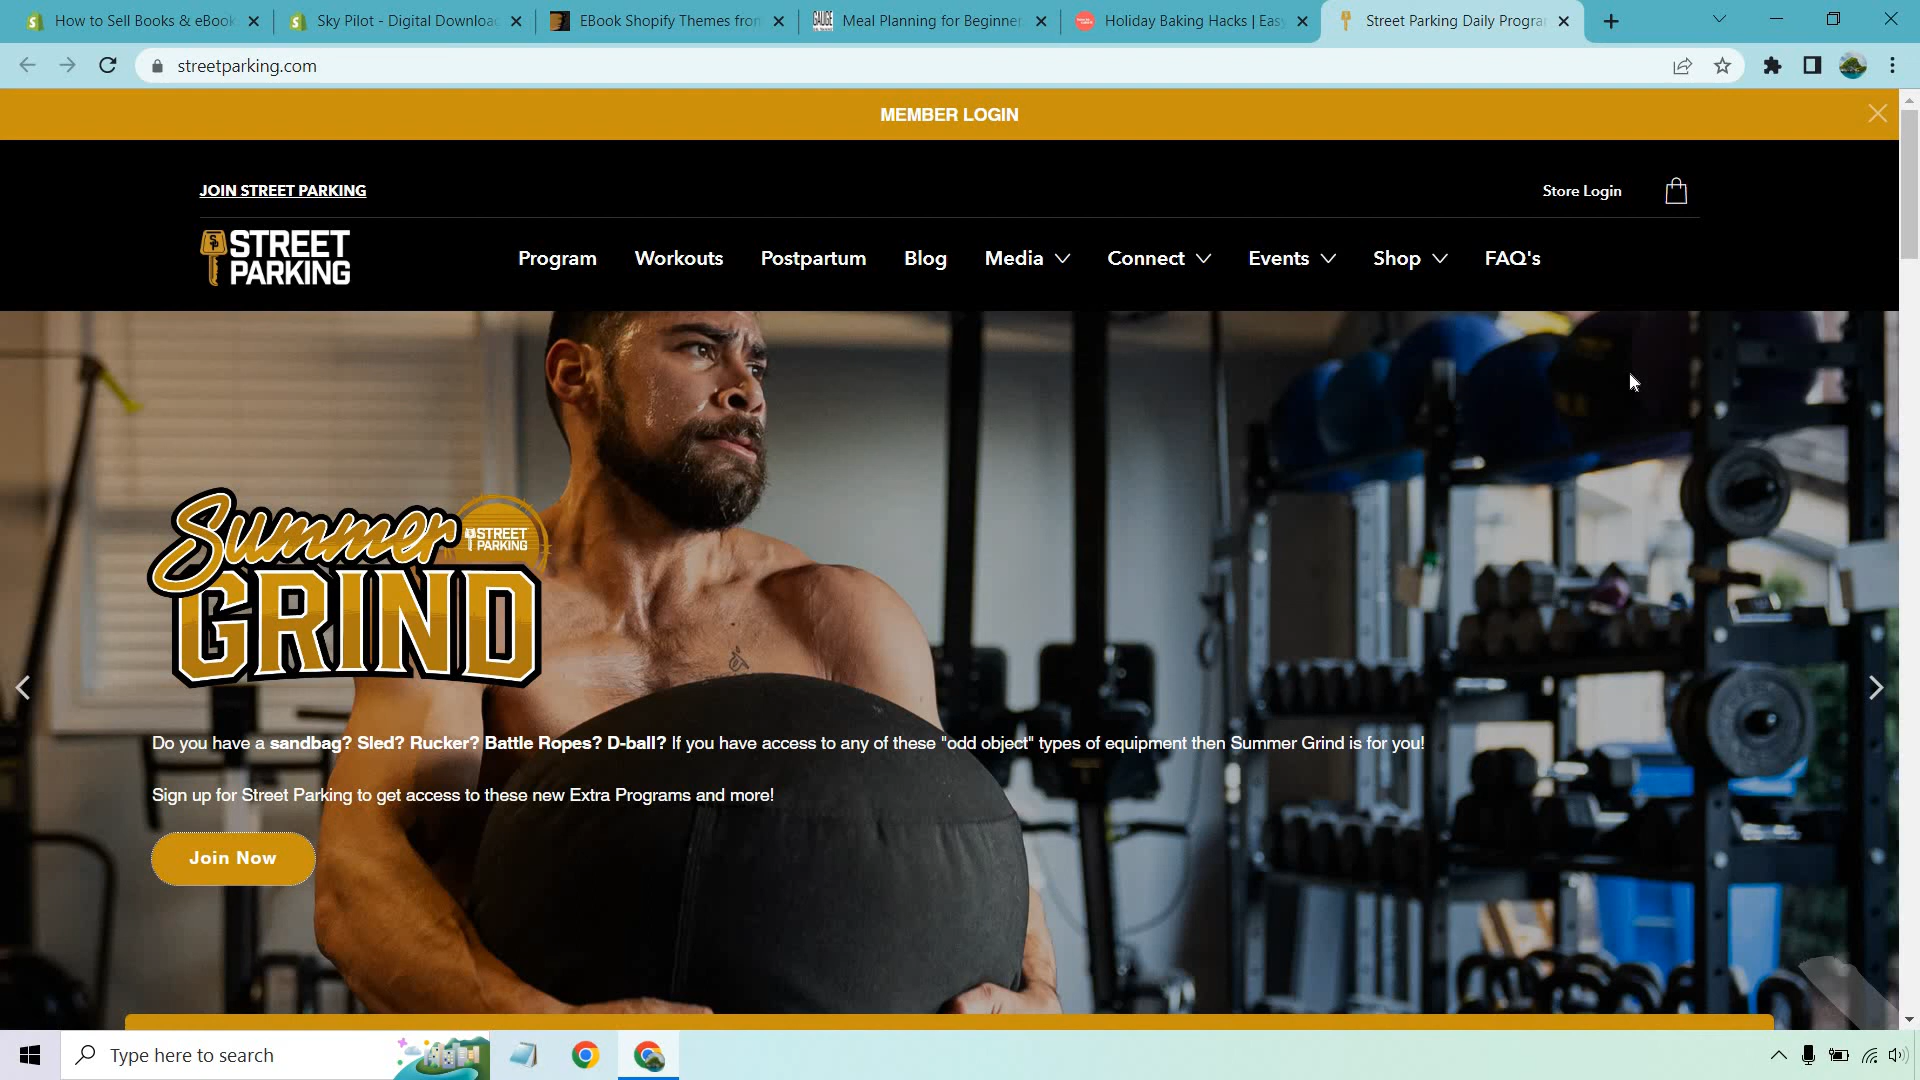 How to Sell Books & eBook
Sky Pilot - Digital Downloa
EBook Shopify Themes fron
Meal Planning for Beginner
Holiday Baking Hacks | Easy
Street Parking Daily Progra
streetparking.com
MEMBER LOGIN
JOIN STREET PARKING
Store Login
STREET
PARKING
Program
Workouts
Postpartum
Blog
Media
Connect
Events
Shop
FAQ's
Summer
STREET
PARKING
GRIND
Do you have a sandbag? Sled? Rucker? Battle Ropes? D-ball? If you have access to any of these "odd object" types of equipment then Summer Grind is for you!
Sign up for Street Parking to get access to these new Extra Programs and more!
Join Now
Type here to search